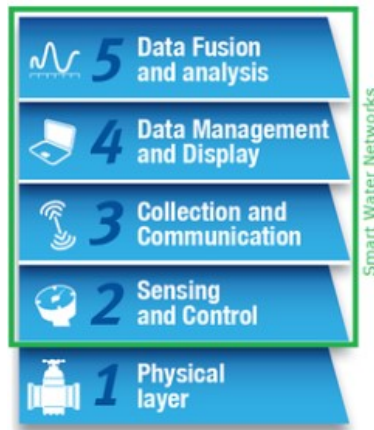 5 Data Fusion
and analysis
4 Data Management
and Display
3 Collection and
Communication
2 Sensing
and Control
1 Physical
layer
Smart Water Networks